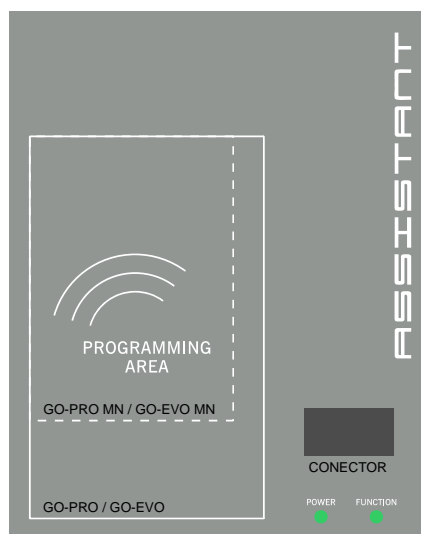 ASSISTANT
PROGRAMMING
AREA
GO-PRO MN / GO-EVO MN
GO-PRO / GO-EVO
CONECTOR
POWER FUNCTION